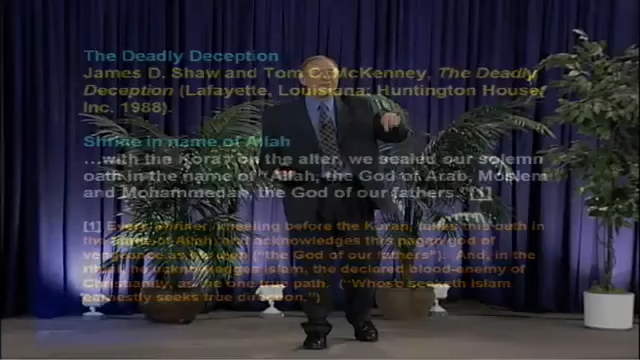 The Deadly Deception
James D. Shaw and Tom C. McKenney, The Deadly
Deception (Lafayette, Louisiana: Huntington House,
Inc. 1988).
Shrine in name of Allah
...with the Koran on the alter, we sealed our solemn
oath in the name of "Allah, the God of Arab, Moslem
and Mohammedan, the God of our fathers." [1]
[1] Every shriner, kneeling before the Koran, takes this oath in
the name of Allah, and acknowledges this pagan god of
vengeance as his own ("the God of our fathers"). And, in the
ritual he acknowledges Islam, the declared blood-enemy of
Christianity, as the one true path. ("Whoso seeketh Islam
earnestly seeks true direction.")